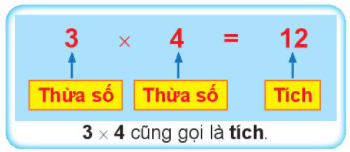 3 × 4 = 12
Thừa số Thừa số Tích
3 × 4 cũng gọi là tích.